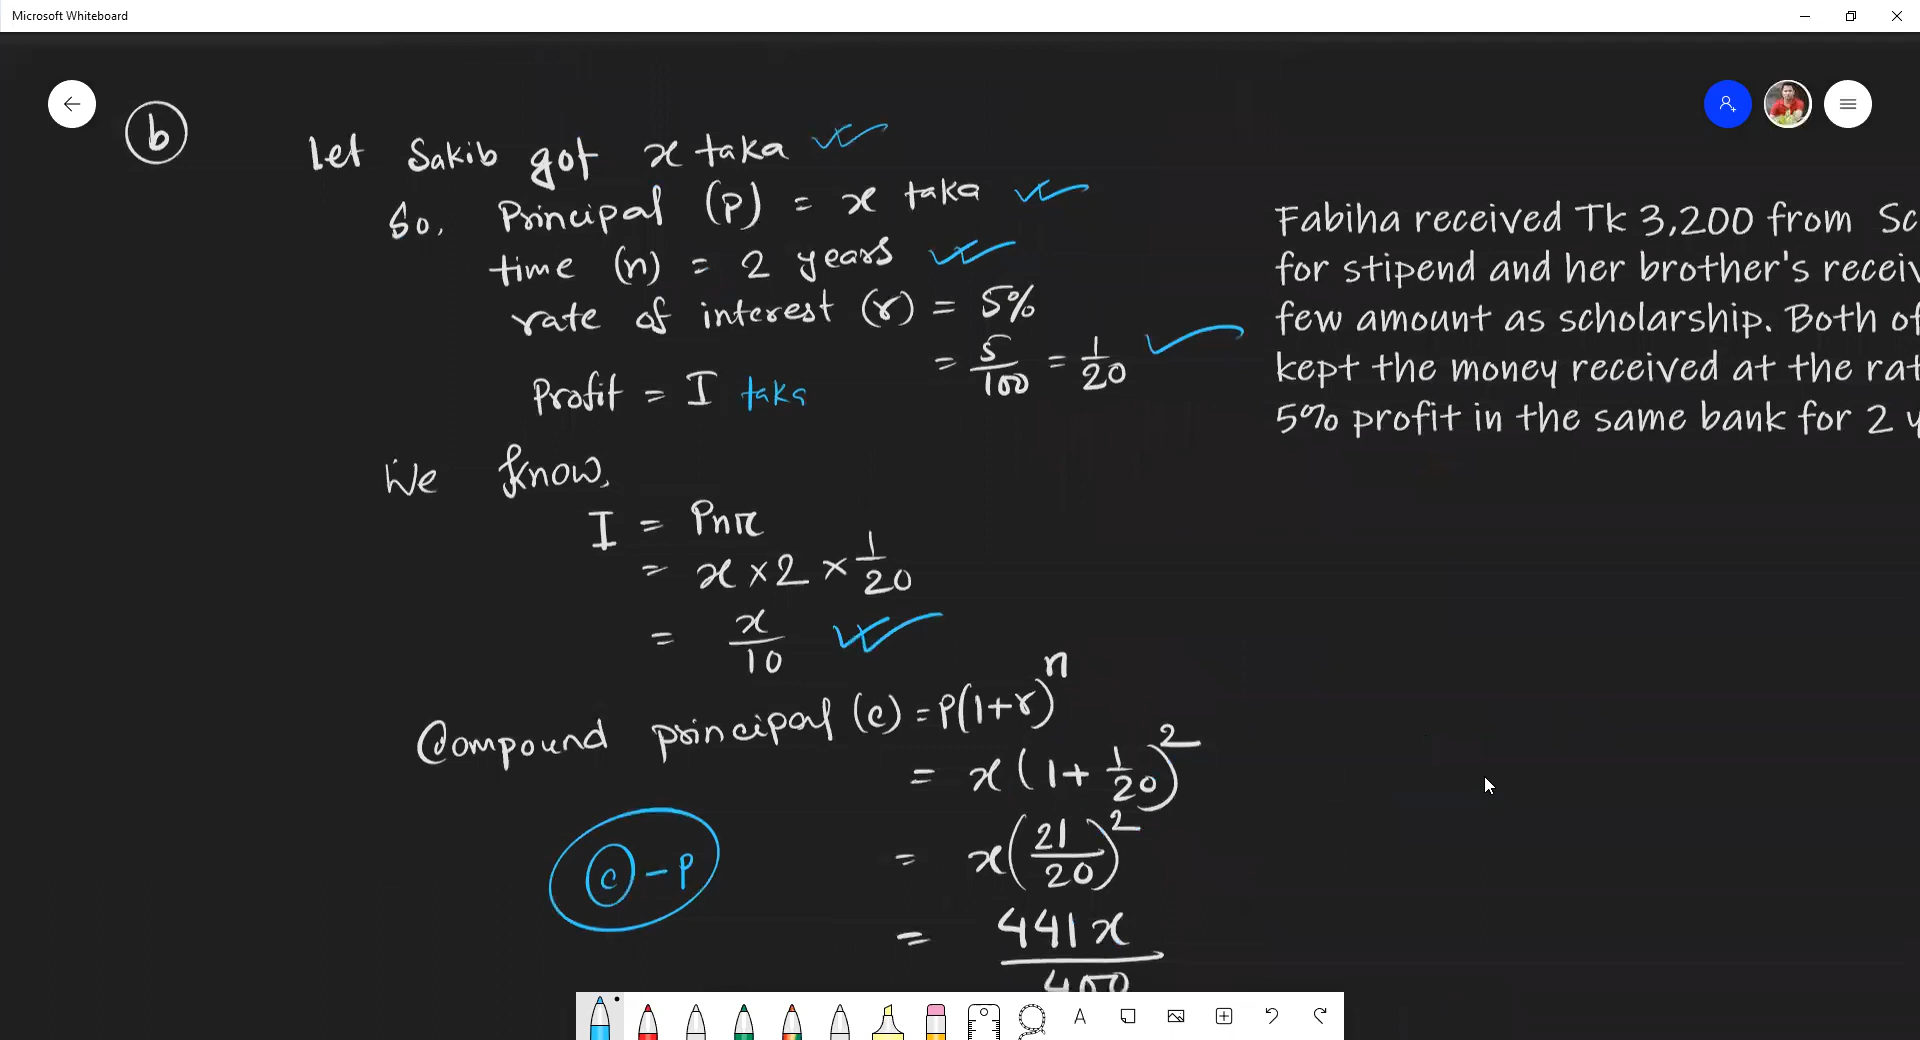 Microsoft Whiteboard
b
Let Sakib got x taka
So, Principal (P) = x taka
time (n) = 2 years
rate of interest (r) = 5%
= 5/100 = 1/20
Profit = I taka
We know,
I = Pnr
= x × 2 × 1/20
= x/10
Compound principal (c) = P(1+r)^n
= x(1 + 1/20)^2
= x(21/20)^2
= 441x/400
c - P
Fabiha received Tk 3,200 from Sc
for stipend and her brother's receiv
few amount as scholarship. Both of
kept the money received at the rat
5% profit in the same bank for 2 y